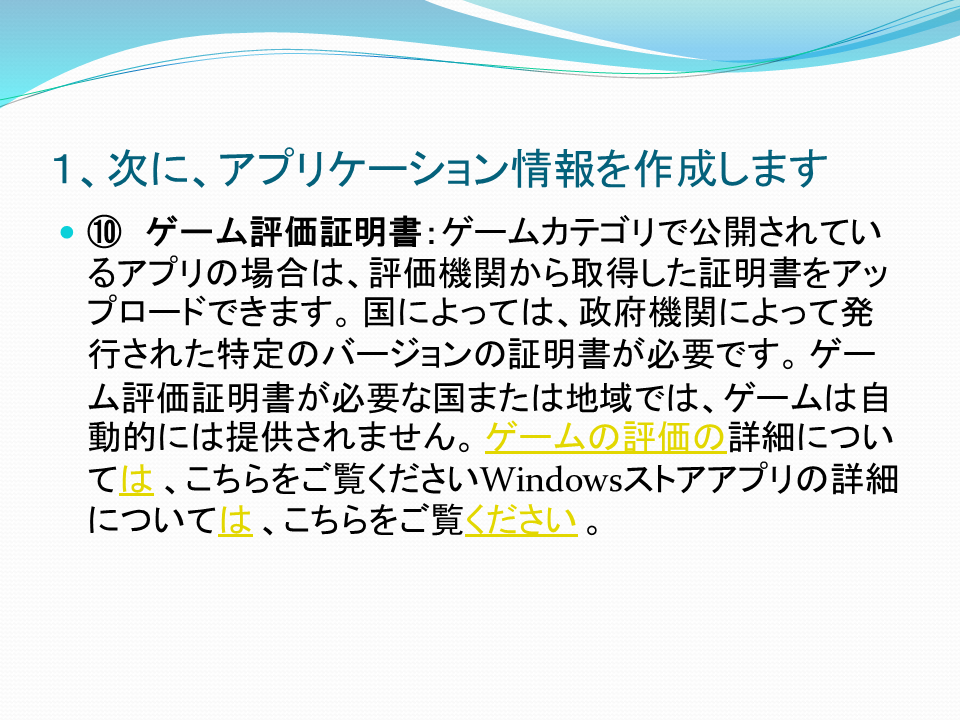 １、次に、アプリケーション情報を作成します
• ⑩　ゲーム評価証明書：ゲームカテゴリで公開されてい
るアプリの場合は、評価機関から取得した証明書をアッ
プロードできます。国によっては、政府機関によって発
行された特定のバージョンの証明書が必要です。ゲー
ム評価証明書が必要な国または地域では、ゲームは自
動的には提供されません。ゲームの評価の詳細につい
ては 、こちらをご覧くださいWindowsストアアプリの詳細
については 、こちらをご覧ください 。